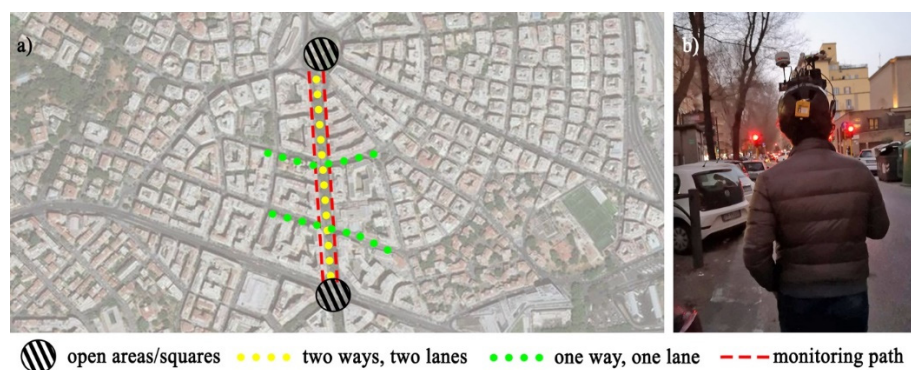 a)
b)
open areas/squares two ways, two lanes one way, one lane monitoring path